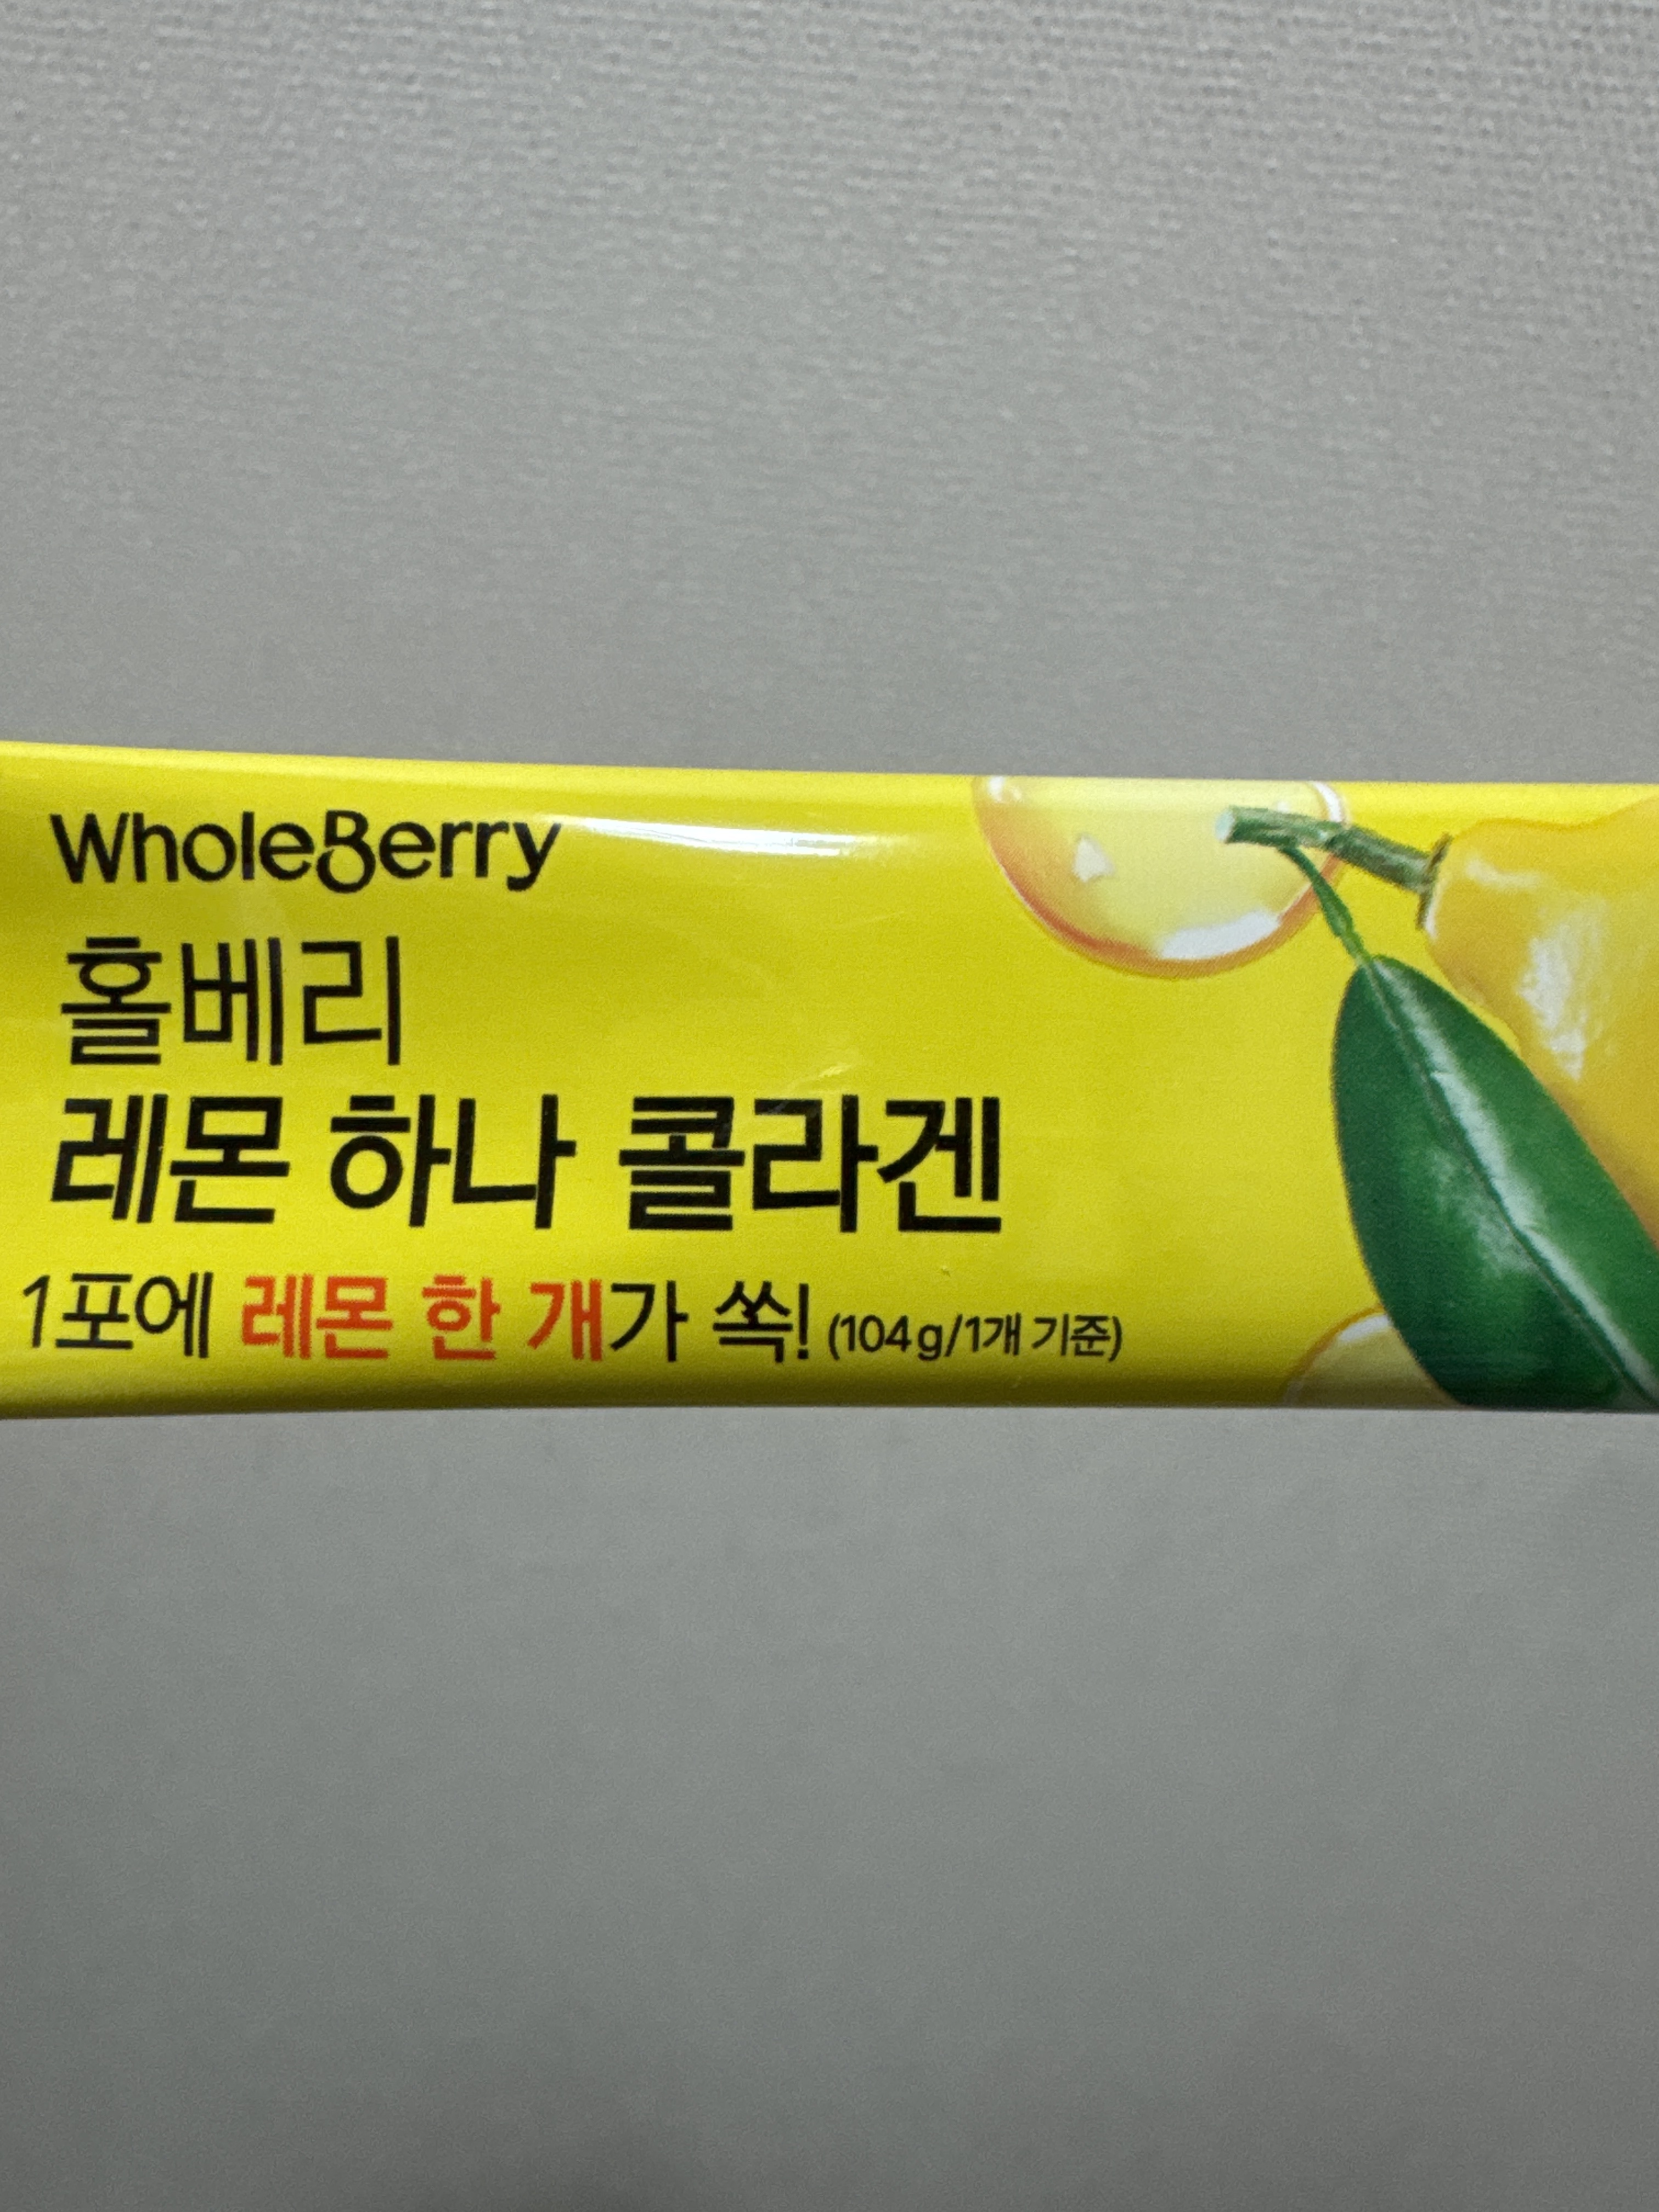 WholeBerry
홀베리
레몬 하나 콜라겐
1포에 레몬 한 개가 쏙! (104g/1개 기준)